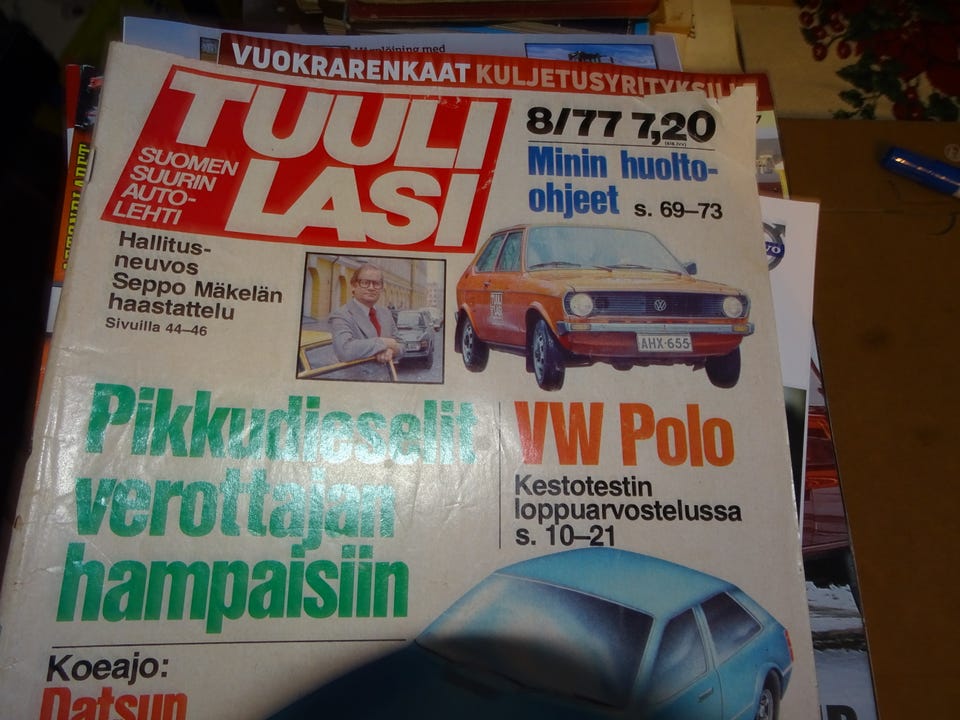 VUOKRARENKAAT KULJETUSYRITYKSILLE
TUULI
LASI
SUOMEN
SUURIN
AUTO-
LEHTI
8/77 7,20
Minin huolto-
ohjeet s. 69–73
Hallitus-
neuvos
Seppo Mäkelän
haastattelu
Sivuilla 44–46
TUULI
LASI
AHX-655
Pikkudieselit
verottajan
hampaisiin
VW Polo
Kestotestin
loppuarvostelussa
s. 10–21
Koeajo:
Datsun